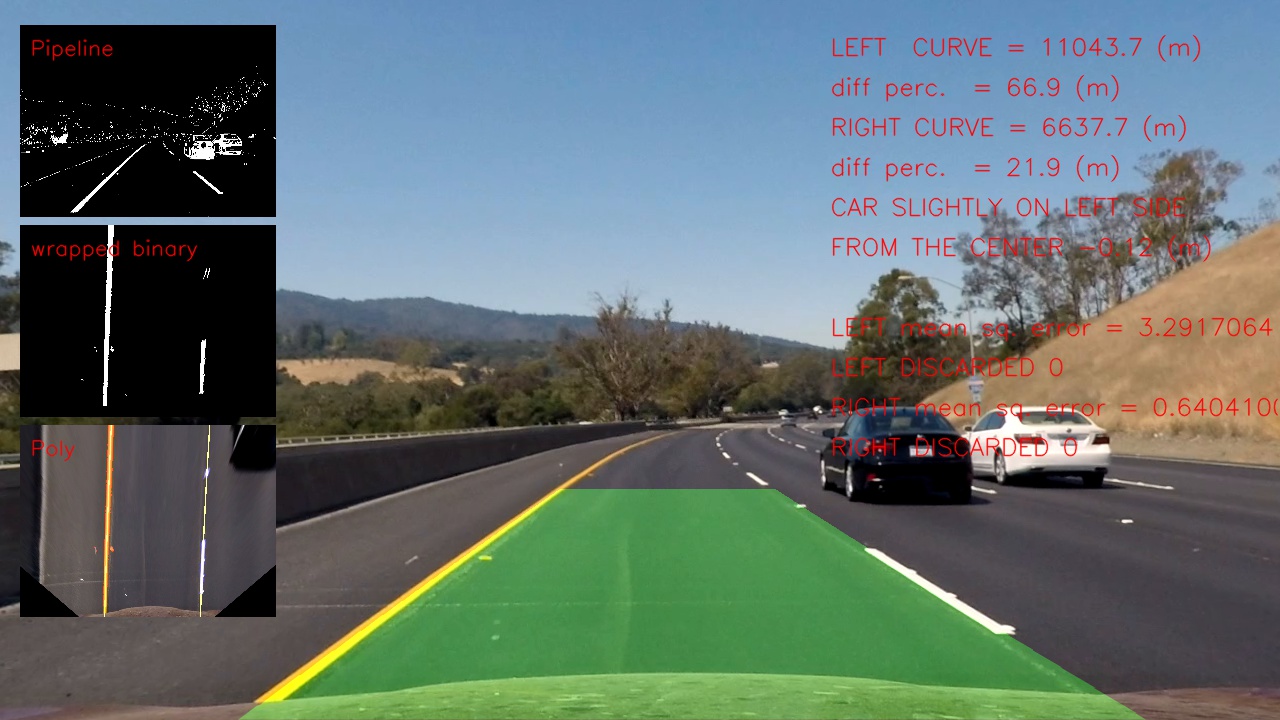 Pipeline
wrapped binary
Poly
LEFT CURVE = 11043.7 (m)
diff perc. = 66.9 (m)
RIGHT CURVE = 6637.7 (m)
diff perc. = 21.9 (m)
CAR SLIGHTLY ON LEFT SIDE
FROM THE CENTER -0.12 (m)
LEFT mean sq. error = 3.2917064
LEFT DISCARDED 0
RIGHT mean sq. error = 0.6404100
RIGHT DISCARDED 0